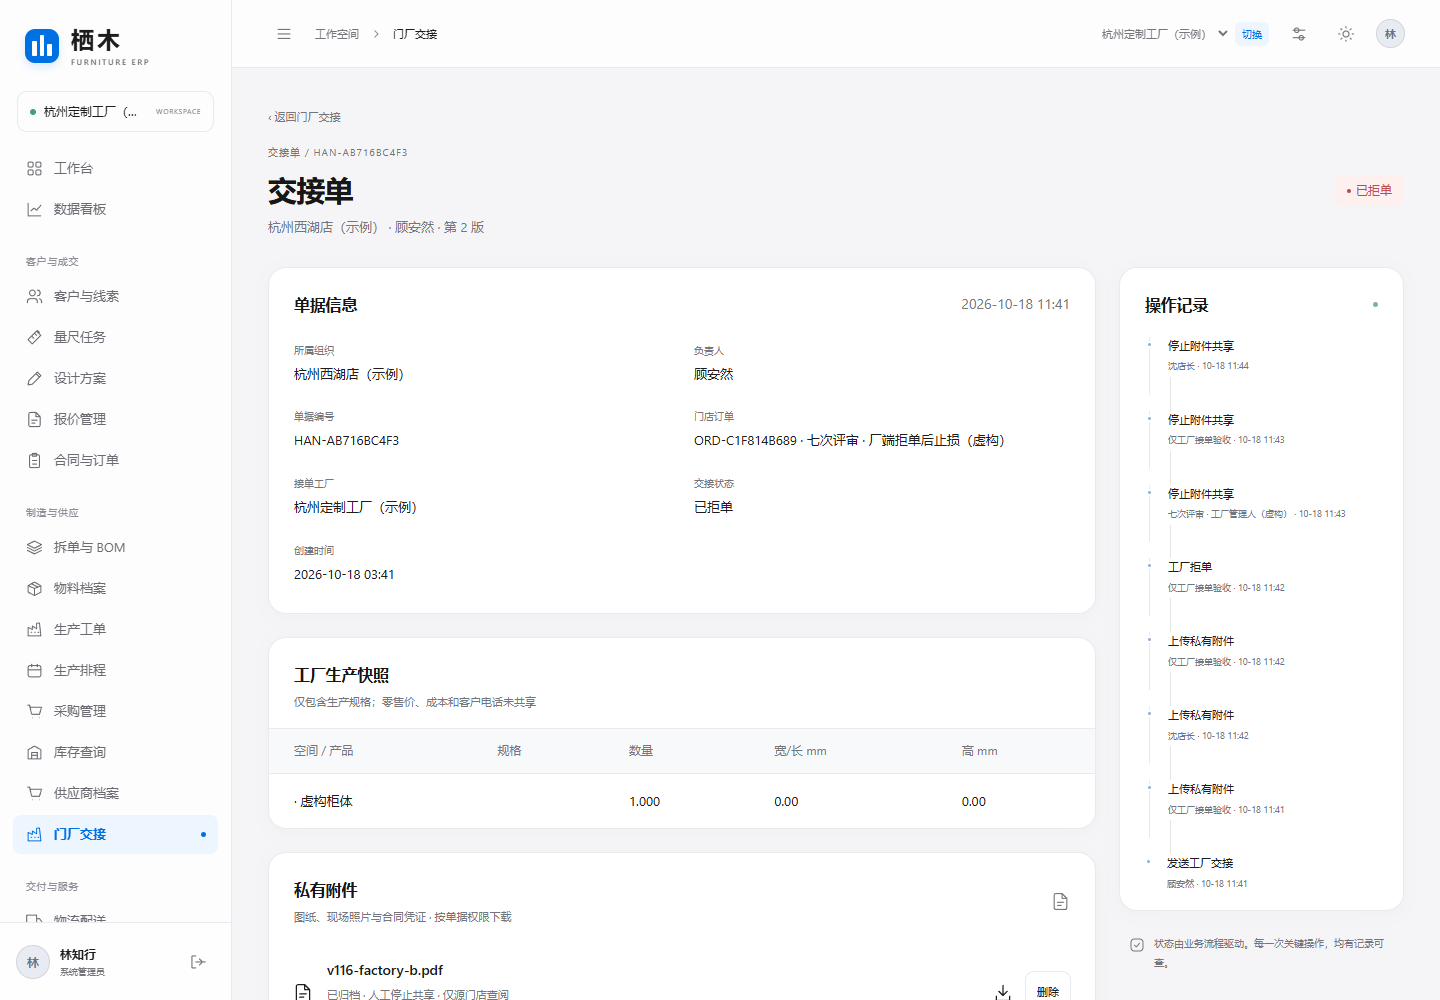 栖木
FURNITURE ERP
杭州定制工厂（...
WORKSPACE
工作台
数据看板
客户与成交
客户与线索
量尺任务
设计方案
报价管理
合同与订单
制造与供应
拆单与 BOM
物料档案
生产工单
生产排程
采购管理
库存查询
供应商档案
门厂交接
交付与服务
物流配送
林
林知行
系统管理员
工作空间 › 门厂交接
杭州定制工厂（示例）
切换
林
‹ 返回门厂交接
交接单 / HAN-AB716BC4F3
交接单
杭州西湖店（示例） · 顾安然 · 第 2 版
已拒单
单据信息
2026-10-18 11:41
所属组织
杭州西湖店（示例）
负责人
顾安然
单据编号
HAN-AB716BC4F3
门店订单
ORD-C1F814B689 · 七次评审 · 厂端拒单后止损（虚构）
接单工厂
杭州定制工厂（示例）
交接状态
已拒单
创建时间
2026-10-18 03:41
工厂生产快照
仅包含生产规格；零售价、成本和客户电话未共享
空间 / 产品 规格 数量 宽/长 mm 高 mm
· 虚构柜体 1.000 0.00 0.00
私有附件
图纸、现场照片与合同凭证 · 按单据权限下载
v116-factory-b.pdf
已归档 · 人工停止共享 · 仅源门店查阅
删除
操作记录
停止附件共享
沈店长 · 10-18 11:44
停止附件共享
仅工厂接单验收 · 10-18 11:43
停止附件共享
七次评审 · 工厂管理人（虚构） · 10-18 11:43
工厂拒单
仅工厂接单验收 · 10-18 11:42
上传私有附件
仅工厂接单验收 · 10-18 11:42
上传私有附件
沈店长 · 10-18 11:42
上传私有附件
仅工厂接单验收 · 10-18 11:41
发送工厂交接
顾安然 · 10-18 11:41
状态由业务流程驱动。每一次关键操作，均有记录可
查。